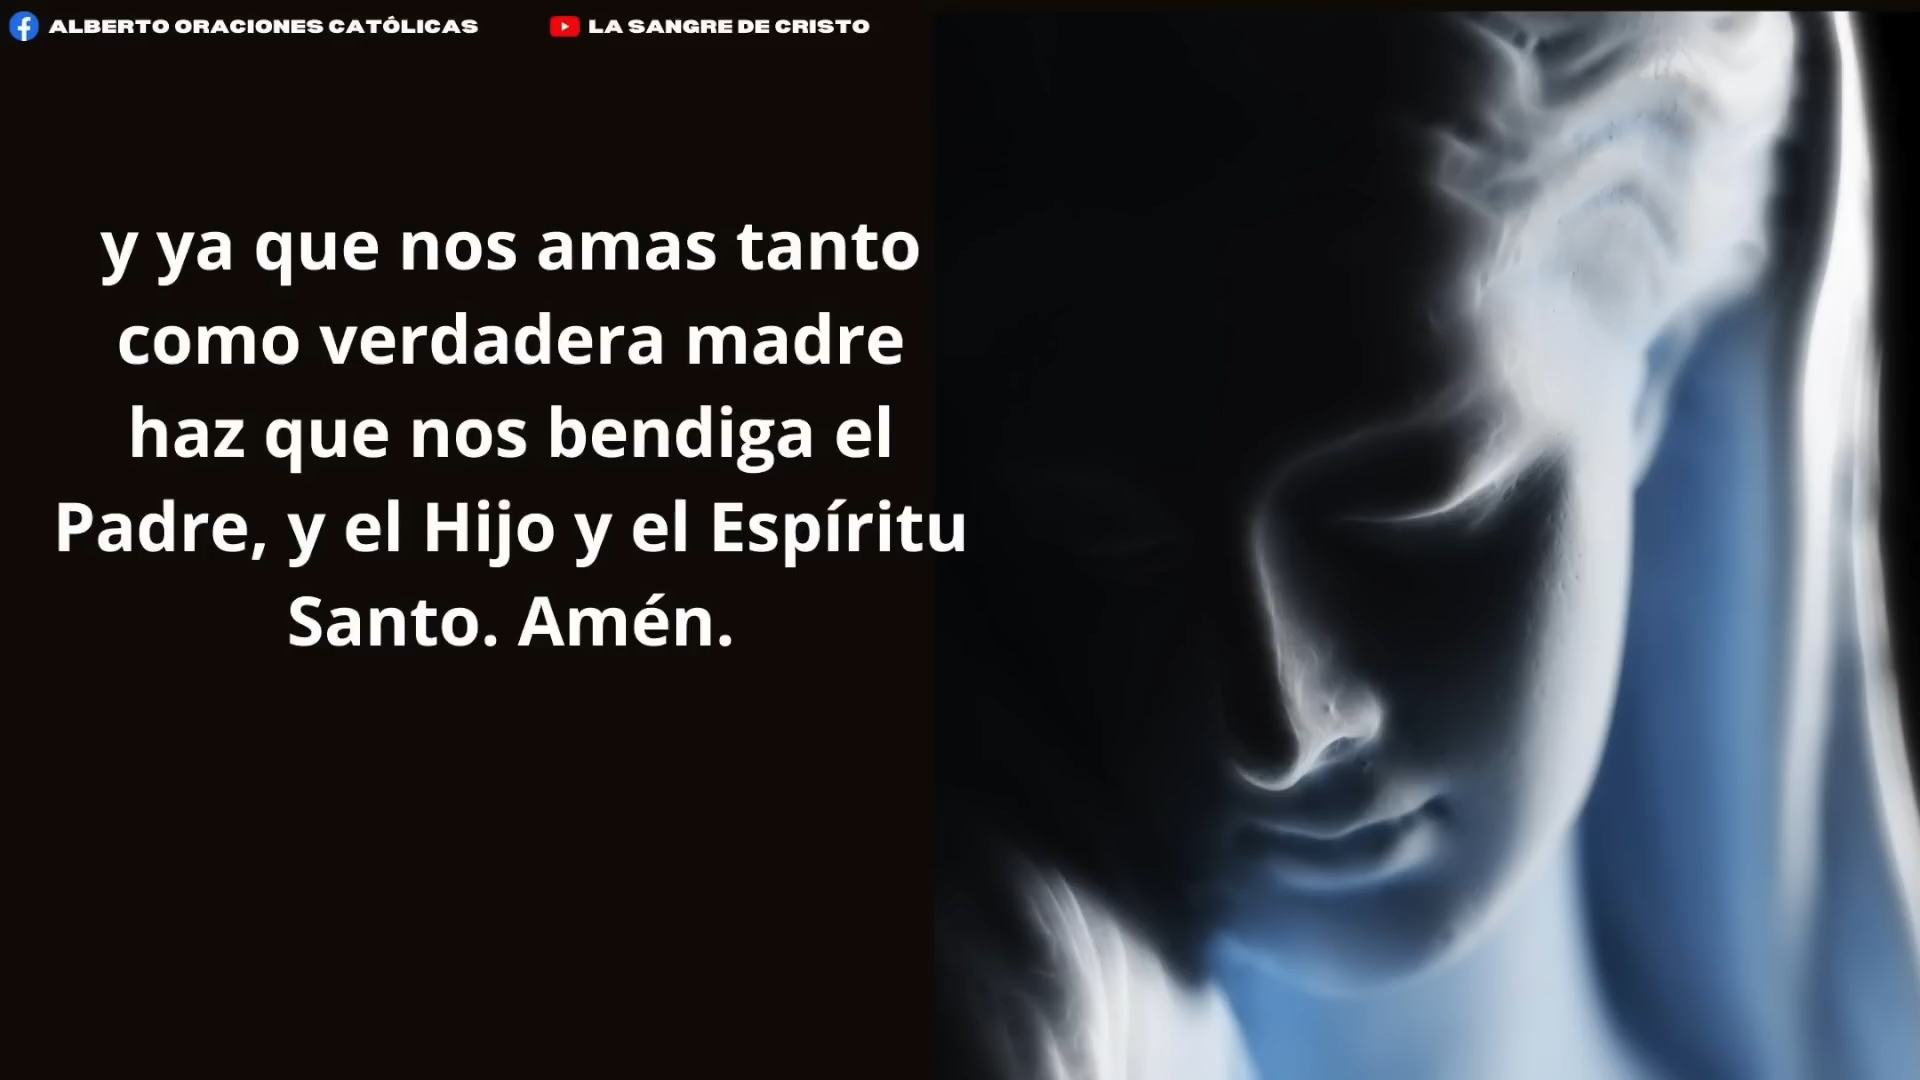 ALBERTO ORACIONES CATÓLICAS
LA SANGRE DE CRISTO
y ya que nos amas tanto
como verdadera madre
haz que nos bendiga el
Padre, y el Hijo y el Espíritu
Santo. Amén.